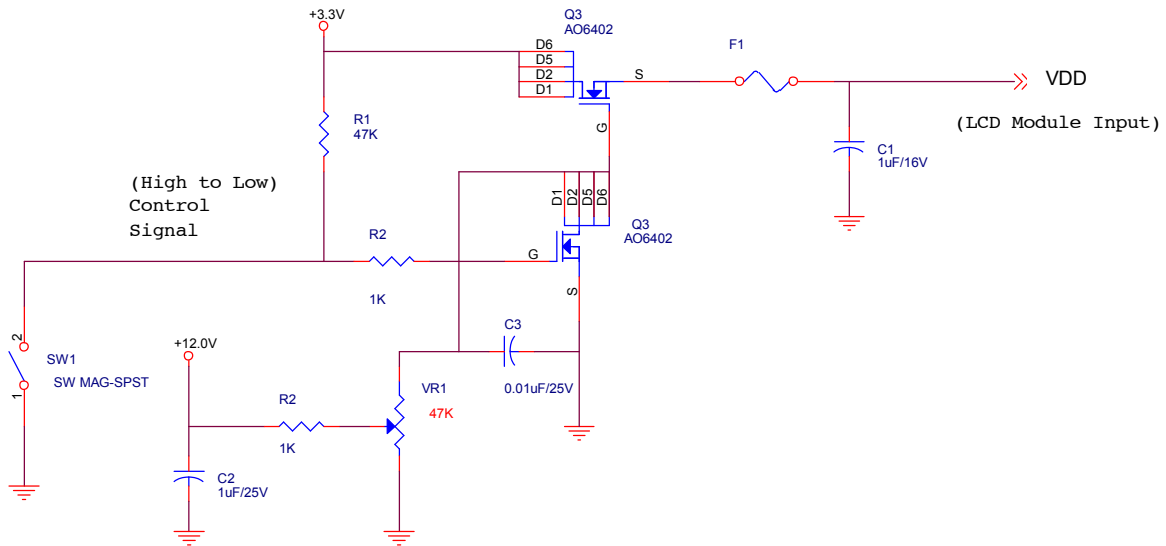 +3.3V
Q3
AO6402
D6
D5
D2
D1
S
G
F1
VDD
(LCD Module Input)
C1
1uF/16V
R1
47K
(High to Low)
Control
Signal
D1
D2
D5
D6
Q3
AO6402
R2
1K
G
S
2
1
SW1
SW MAG-SPST
+12.0V
C3
0.01uF/25V
VR1
47K
R2
1K
C2
1uF/25V